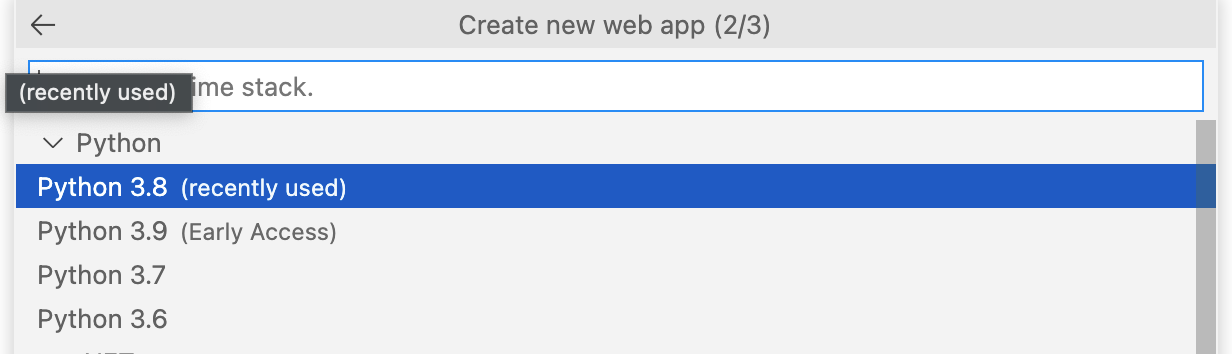 Create new web app (2/3)
(recently used)
stack.
Python
Python 3.8 (recently used)
Python 3.9 (Early Access)
Python 3.7
Python 3.6